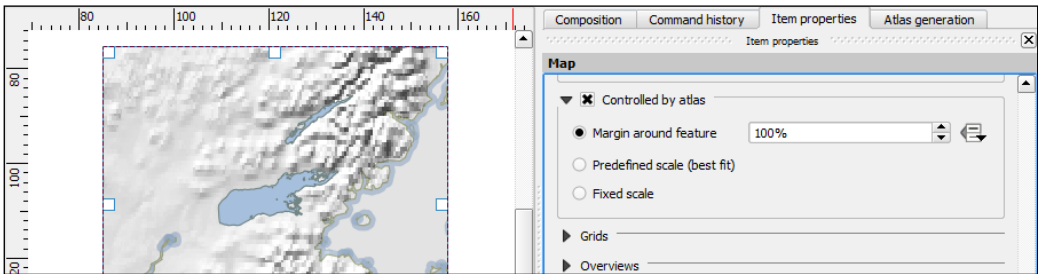 80 100 120 140 160
80
100
120
Composition Command history Item properties Atlas generation
Item properties
Map
Controlled by atlas
Margin around feature 100%
Predefined scale (best fit)
Fixed scale
Grids
Overviews